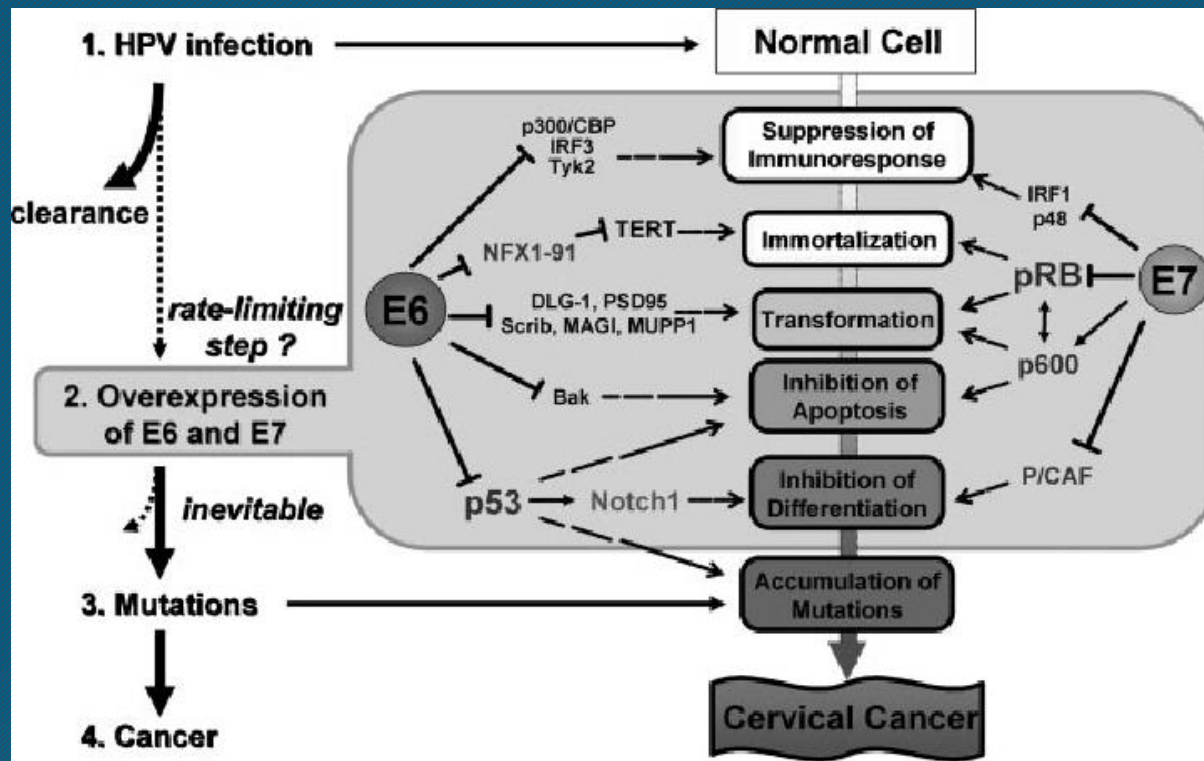 1. HPV infection
Normal Cell
clearance
rate-limiting
step ?
2. Overexpression
of E6 and E7
inevitable
3. Mutations
4. Cancer
E6
p300/CBP
IRF3
Tyk2
NFX1-91
TERT
DLG-1, PSD95
Scrib, MAGI, MUPP1
Bak
p53
Notch1
Suppression of
Immunoresponse
Immortalization
Transformation
Inhibition of
Apoptosis
Inhibition of
Differentiation
Accumulation of
Mutations
Cervical Cancer
IRF1
p48
pRB
E7
p600
P/CAF